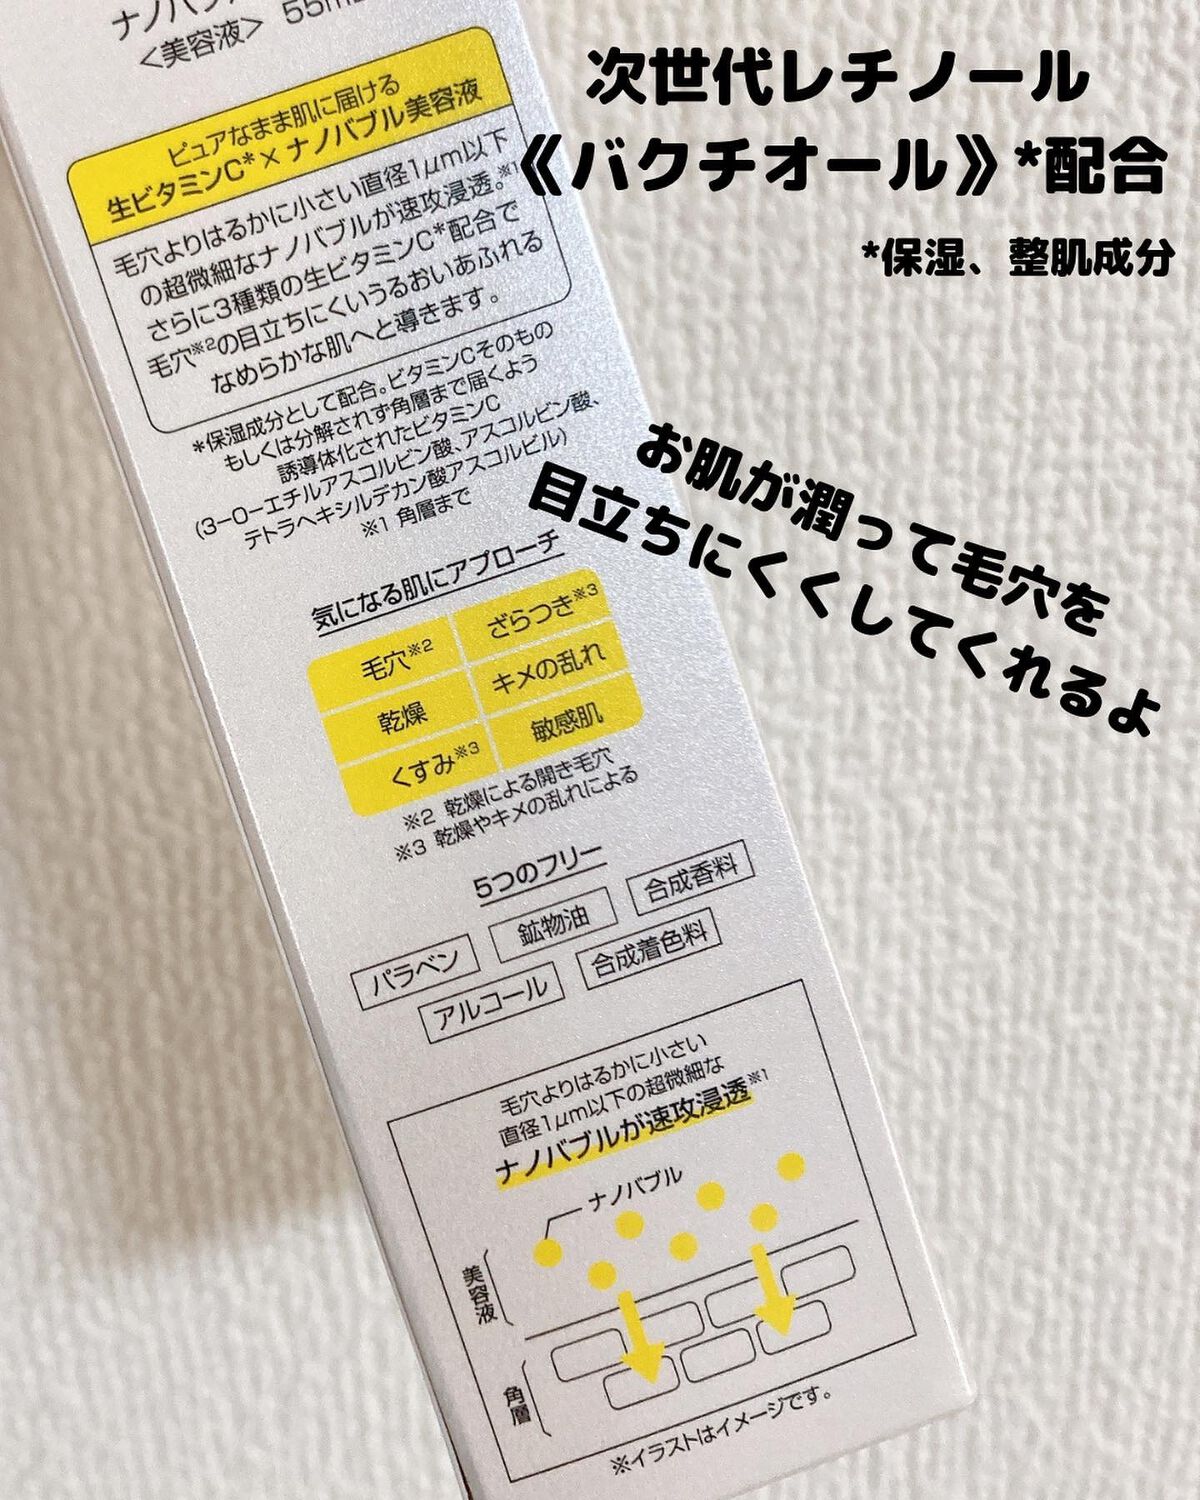 <美容液> 55m
ピュアなまま肌に届ける
生ビタミンC*×ナノバブル美容液
毛穴よりはるかに小さい直径1μm以下
の超微細なナノバブルが速攻浸透。※1
さらに3種類の生ビタミンC*配合で
毛穴※2の目立ちにくいうるおいあふれる
なめらかな肌へと導きます。
*保湿成分として配合。ビタミンCそのもの
もしくは分解されず角層まで届くよう
誘導体化されたビタミンC
(3-O-エチルアスコルビン酸、アスコルビン酸、
テトラヘキシルデカン酸アスコルビル)
※1 角層まで
気になる肌にアプローチ
毛穴※2 ざらつき※3
乾燥 キメの乱れ
くすみ※3 敏感肌
※2 乾燥による開き毛穴
※3 乾燥やキメの乱れによる
5つのフリー
パラベン 鉱物油 合成香料
アルコール 合成着色料
毛穴よりはるかに小さい
直径1μm以下の超微細な
ナノバブルが速攻浸透※1
ナノバブル
美容液
角層
※イラストはイメージです。
次世代レチノール
《バクチオール》*配合
*保湿、整肌成分
お肌が潤って毛穴を
目立ちにくくしてくれるよ